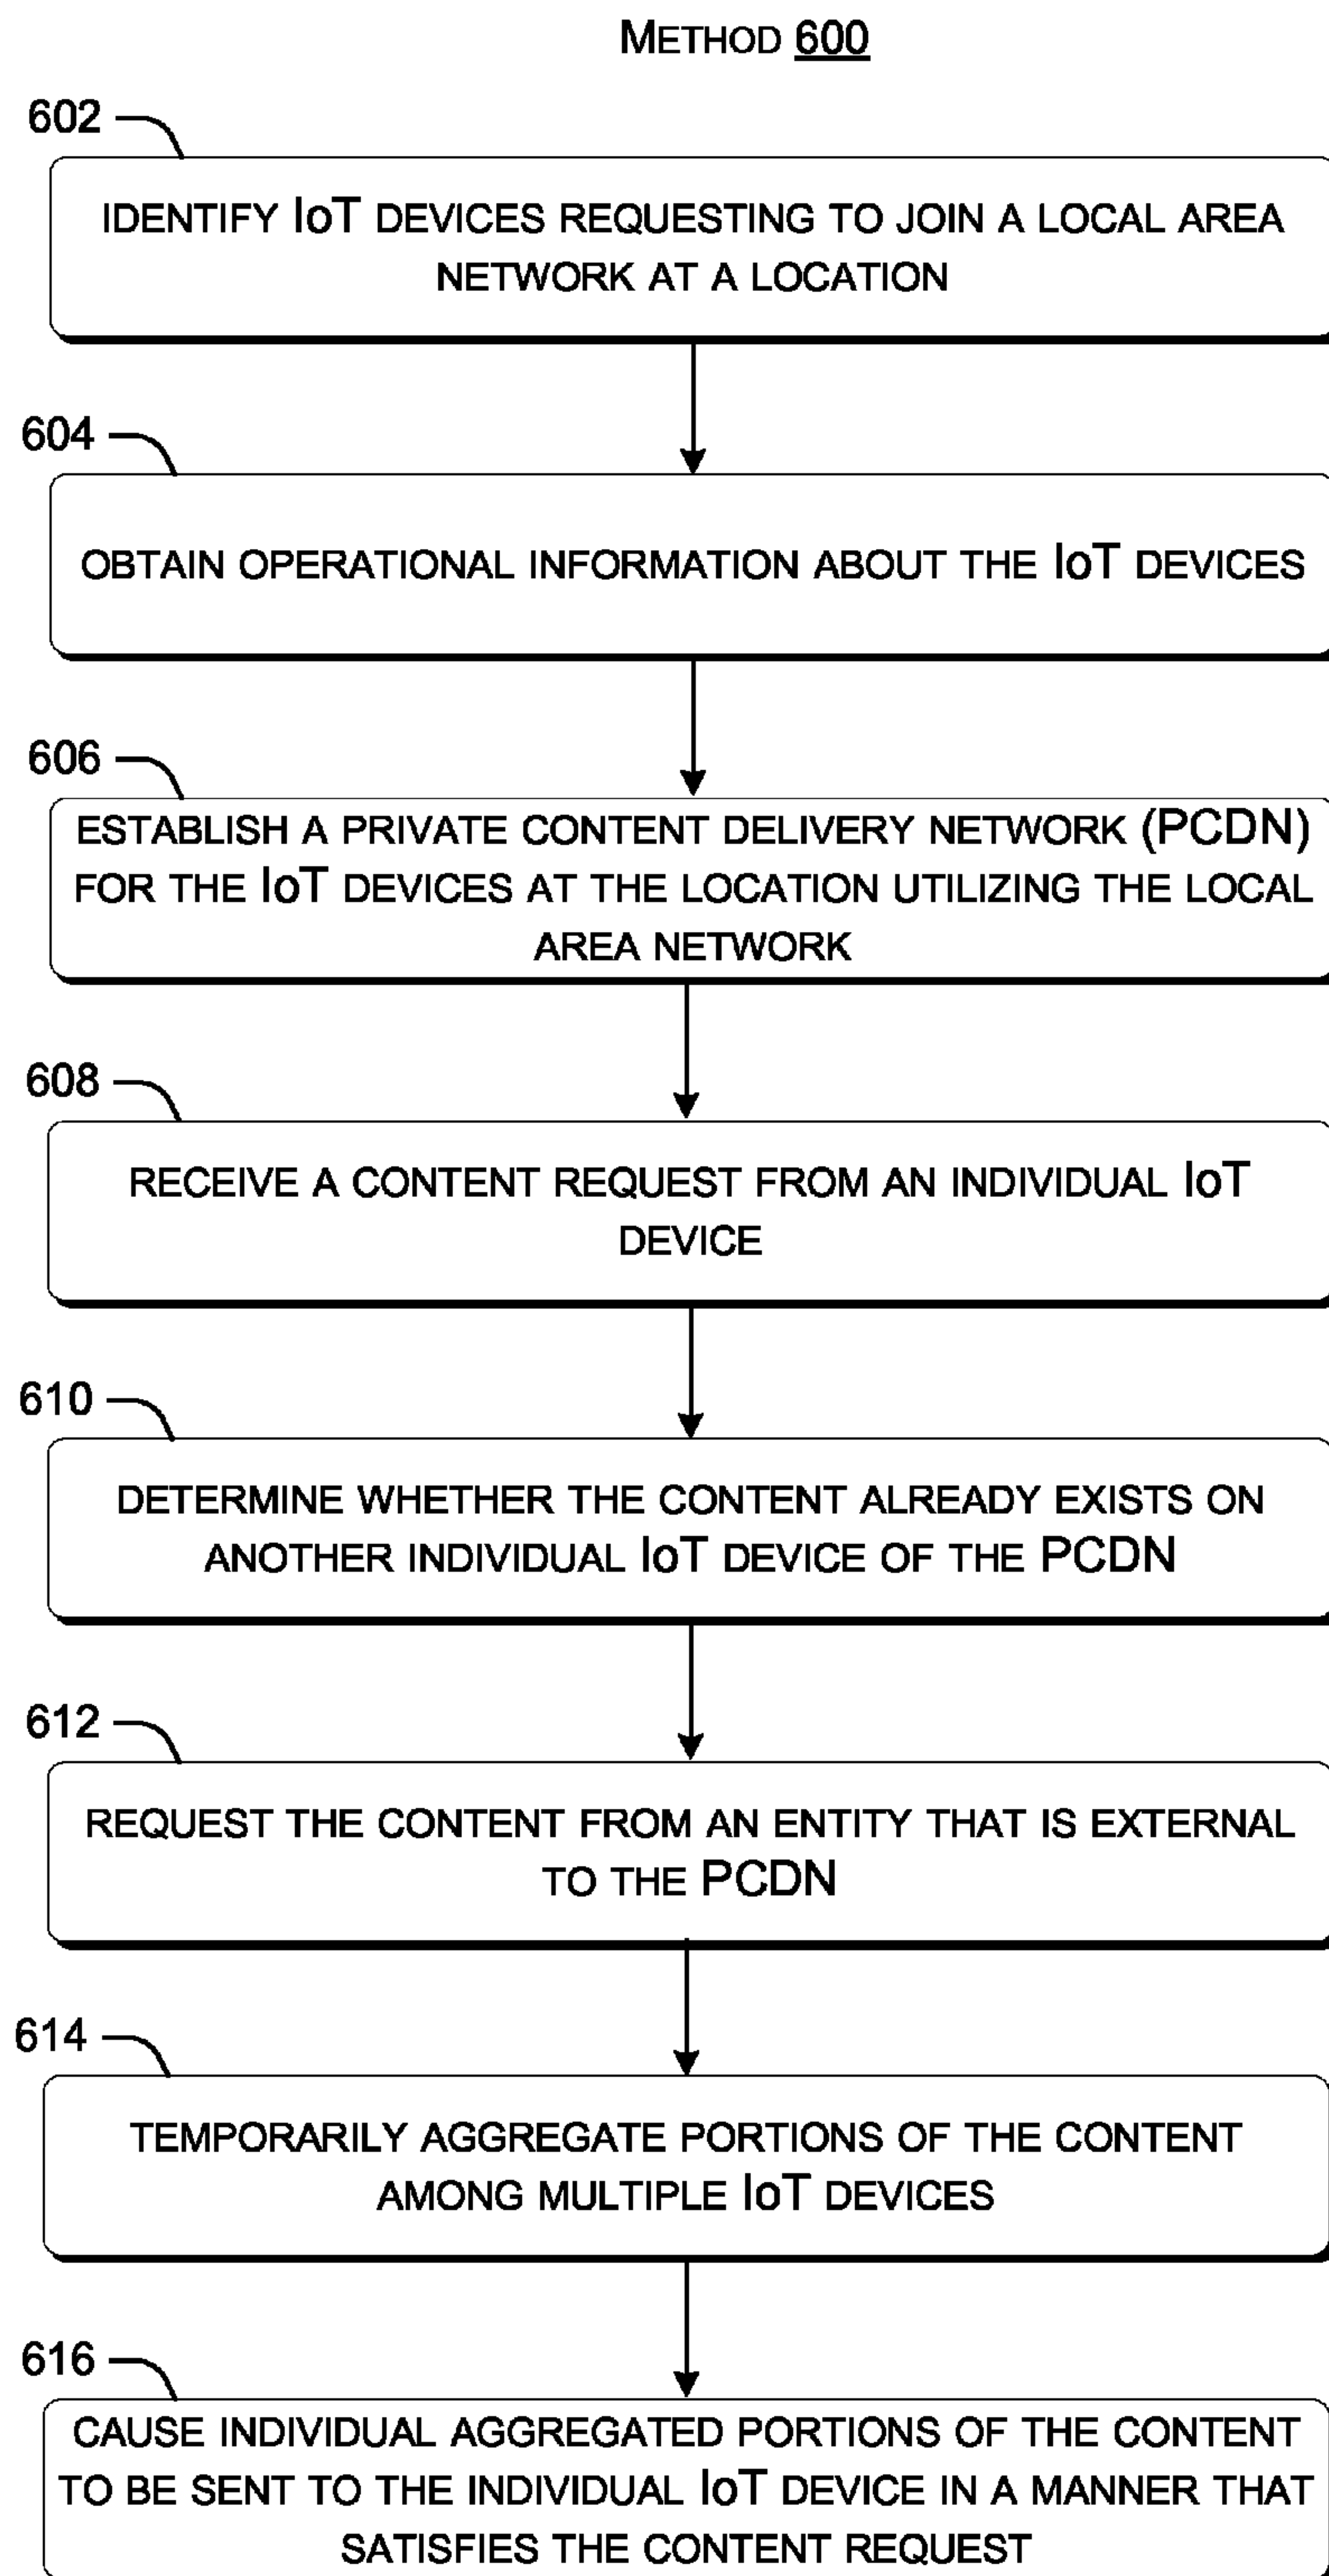 METHOD 600
602
IDENTIFY IoT DEVICES REQUESTING TO JOIN A LOCAL AREA
NETWORK AT A LOCATION
604
OBTAIN OPERATIONAL INFORMATION ABOUT THE IoT DEVICES
606
ESTABLISH A PRIVATE CONTENT DELIVERY NETWORK (PCDN)
FOR THE IoT DEVICES AT THE LOCATION UTILIZING THE LOCAL
AREA NETWORK
608
RECEIVE A CONTENT REQUEST FROM AN INDIVIDUAL IoT
DEVICE
610
DETERMINE WHETHER THE CONTENT ALREADY EXISTS ON
ANOTHER INDIVIDUAL IoT DEVICE OF THE PCDN
612
REQUEST THE CONTENT FROM AN ENTITY THAT IS EXTERNAL
TO THE PCDN
614
TEMPORARILY AGGREGATE PORTIONS OF THE CONTENT
AMONG MULTIPLE IoT DEVICES
616
CAUSE INDIVIDUAL AGGREGATED PORTIONS OF THE CONTENT
TO BE SENT TO THE INDIVIDUAL IoT DEVICE IN A MANNER THAT
SATISFIES THE CONTENT REQUEST